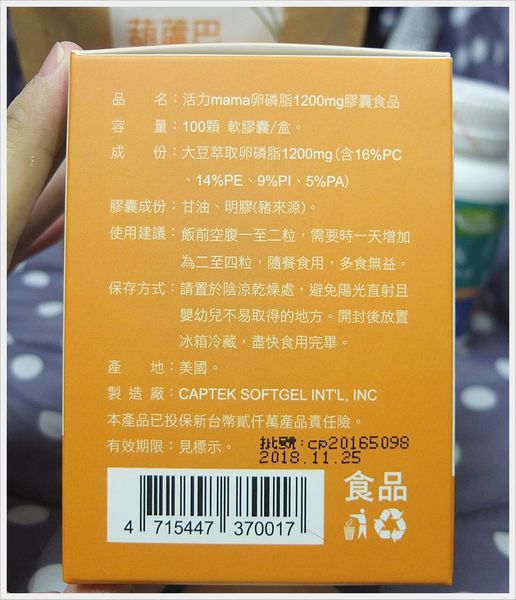 葫蘆巴
品　　名：活力mama卵磷脂1200mg膠囊食品
容　　量：100顆 軟膠囊/盒。
成　　份：大豆萃取卵磷脂1200mg(含16%PC
、14%PE、9%PI、5%PA)
膠囊成份：甘油、明膠(豬來源)。
使用建議：飯前空腹一至二粒，需要時一天增加
為二至四粒，隨餐食用，多食無益。
保存方式：請置於陰涼乾燥處，避免陽光直射且
嬰幼兒不易取得的地方。開封後放置
冰箱冷藏，盡快食用完畢。
產　　地：美國。
製 造 廠：CAPTEK SOFTGEL INT'L, INC
本產品已投保新台幣貳仟萬產品責任險。
有效期限：見標示。
批號:cp20165098
2018.11.25
食品
4 715447 370017